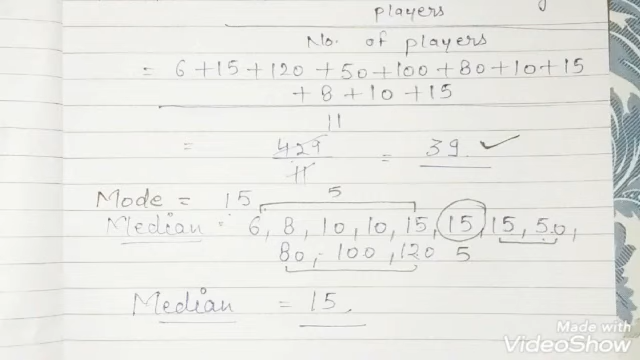 players
No. of players
= 6 + 15 + 120 + 50 + 100 + 80 + 10 + 15
+ 8 + 10 + 15
11
= 429/11 = 39 ✓
Mode = 15
5
Median = 6, 8, 10, 10, 15, 15, 15, 50,
80, 100, 120 5
Median = 15.
Made with
VideoShow